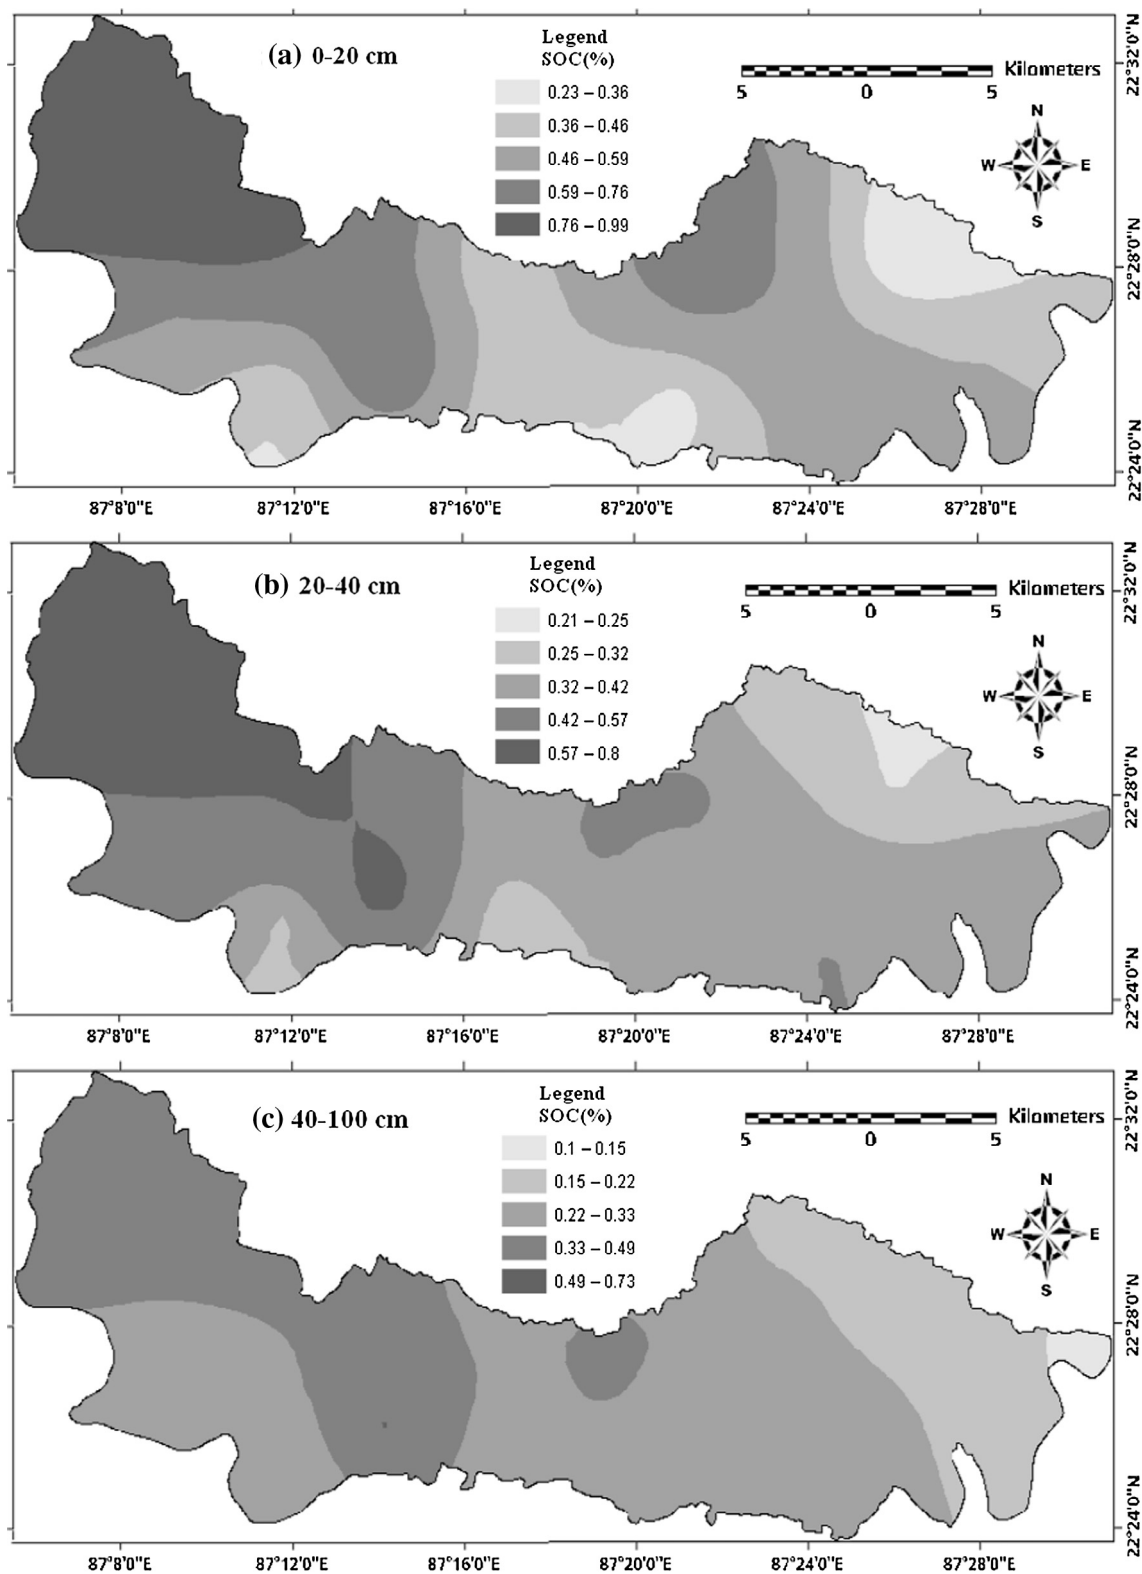 (a) 0-20 cm
Legend
SOC(%)
0.23 – 0.36
0.36 – 0.46
0.46 – 0.59
0.59 – 0.76
0.76 – 0.99
Kilometers
5 0 5
N
W E
S
22°32'0"N
22°28'0"N
22°24'0"N
87°8'0"E 87°12'0"E 87°16'0"E 87°20'0"E 87°24'0"E 87°28'0"E
(b) 20-40 cm
Legend
SOC(%)
0.21 – 0.25
0.25 – 0.32
0.32 – 0.42
0.42 – 0.57
0.57 – 0.8
Kilometers
5 0 5
N
W E
S
22°32'0"N
22°28'0"N
22°24'0"N
87°8'0"E 87°12'0"E 87°16'0"E 87°20'0"E 87°24'0"E 87°28'0"E
(c) 40-100 cm
Legend
SOC(%)
0.1 – 0.15
0.15 – 0.22
0.22 – 0.33
0.33 – 0.49
0.49 – 0.73
Kilometers
5 0 5
N
W E
S
22°32'0"N
22°28'0"N
22°24'0"N
87°8'0"E 87°12'0"E 87°16'0"E 87°20'0"E 87°24'0"E 87°28'0"E